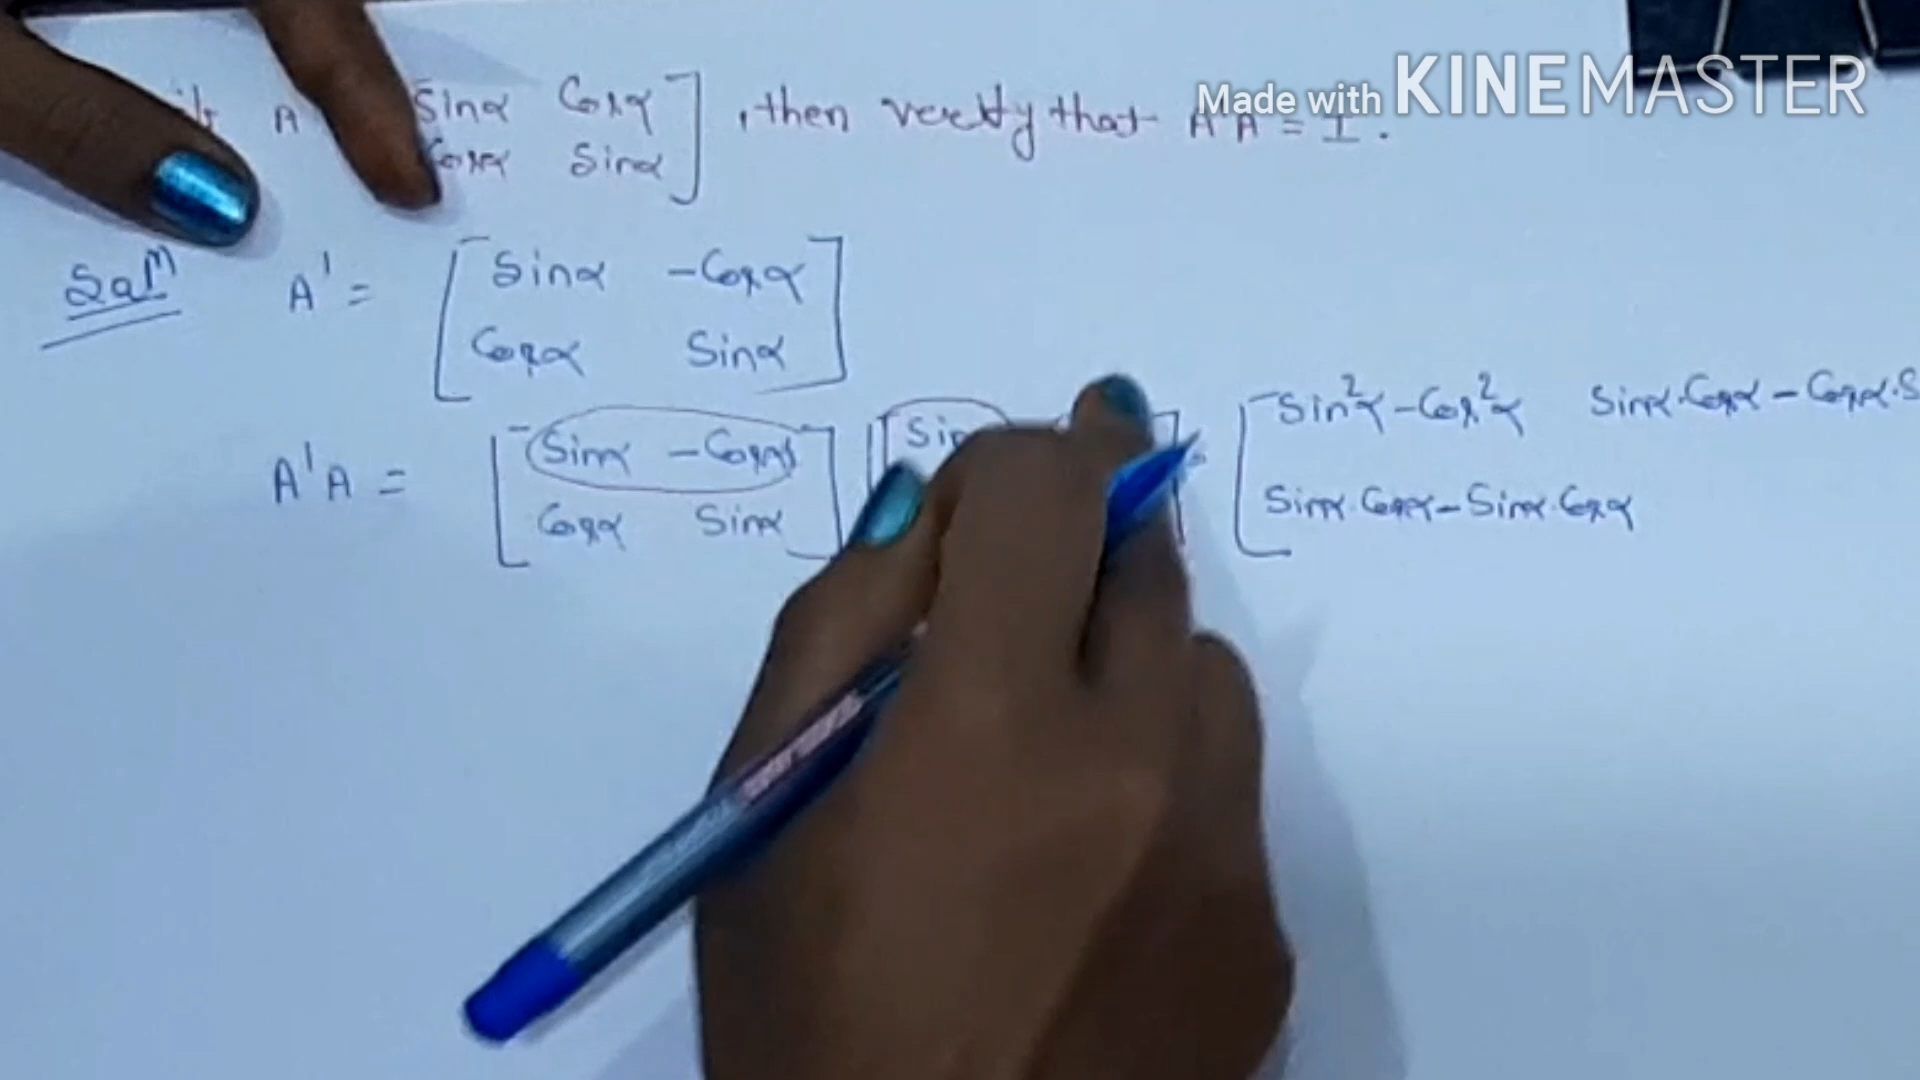 Made with KINEMASTER
A Sinα Cosα ] , then verify that A'A = I .
Cosα Sinα
Solⁿ A' = [ Sinα -Cosα ]
Cosα Sinα
A'A = [ Sinα -Cosα ] [ Sin = [ Sin²α - Cos²α Sinα.Cosα - Cosα.S
Cosα Sinα Sinα.Cosα - Sinα.Cosα